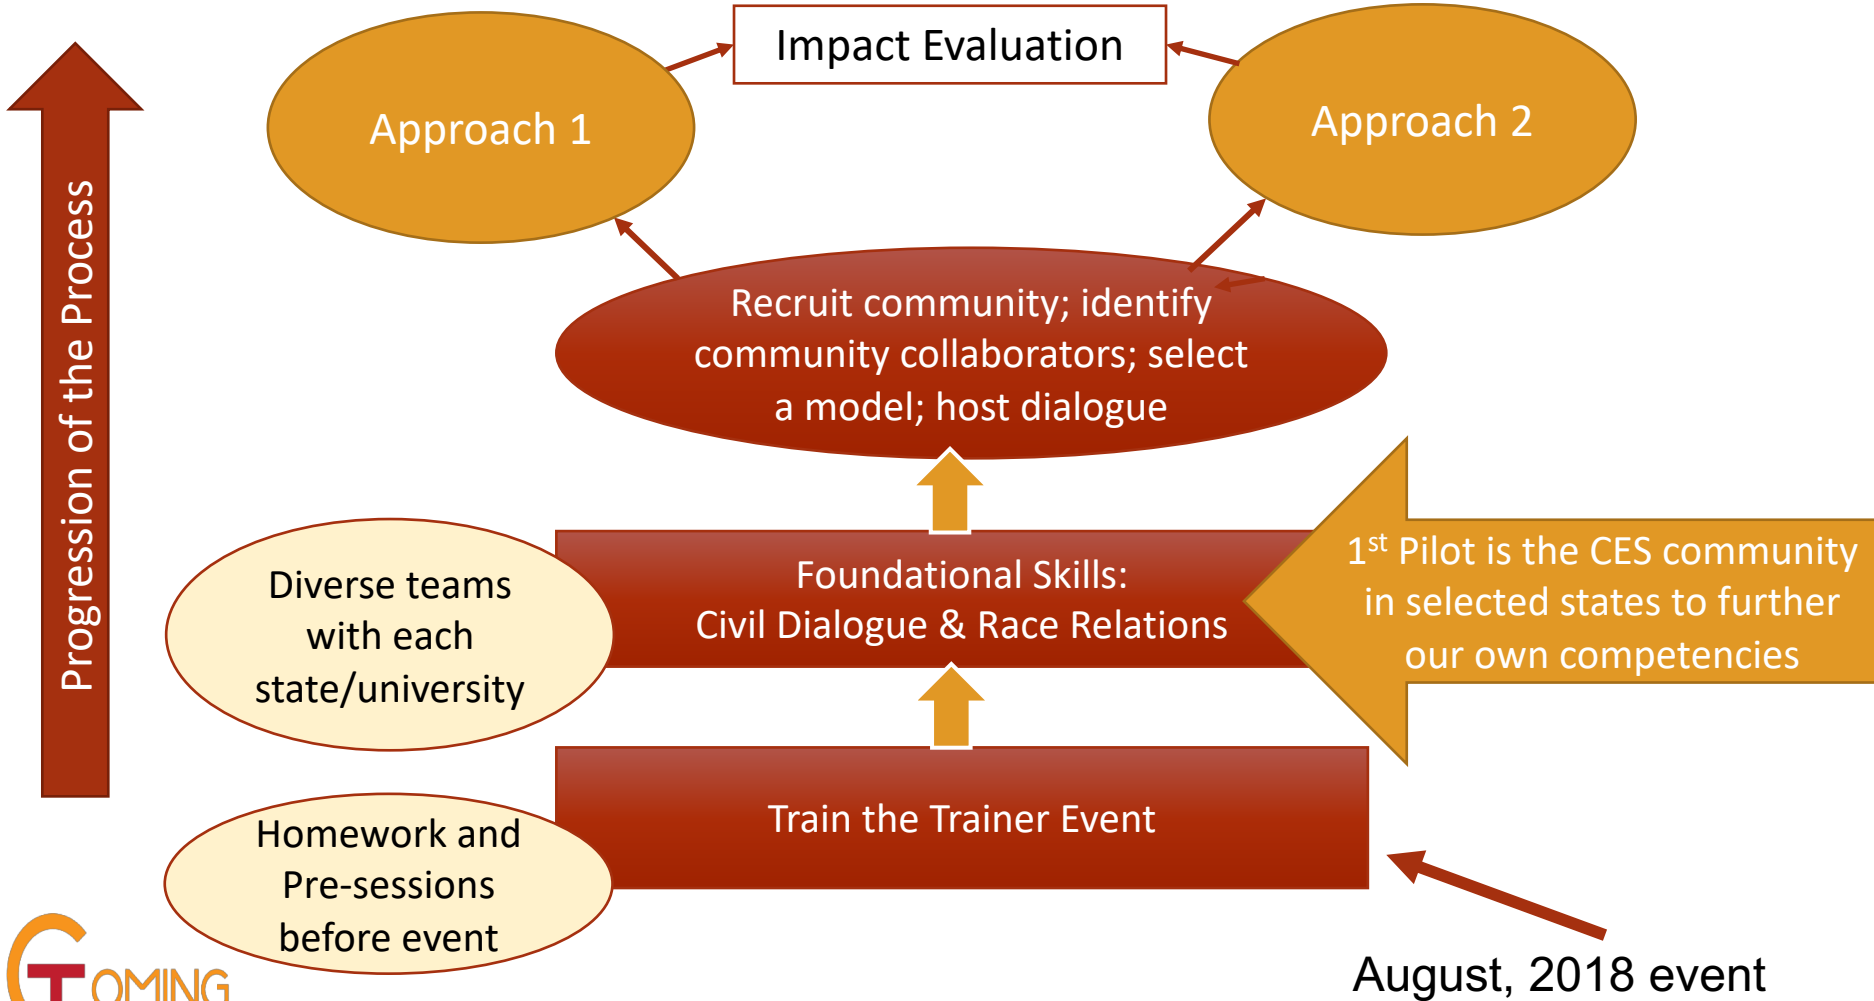 Impact Evaluation
Approach 1
Approach 2
Progression of the Process
Recruit community; identify
community collaborators; select
a model; host dialogue
Diverse teams
with each
state/university
Foundational Skills:
Civil Dialogue & Race Relations
1st Pilot is the CES community
in selected states to further
our own competencies
Homework and
Pre-sessions
before event
Train the Trainer Event
August, 2018 event
COMING
T